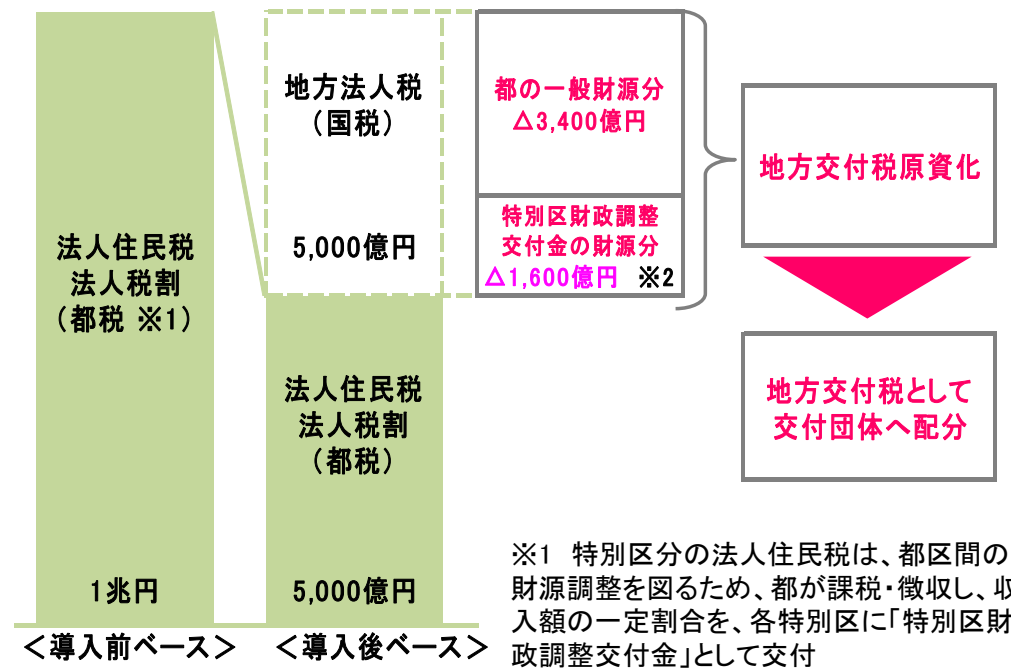 法人住民税
法人税割
（都税 ※1）
1兆円
＜導入前ベース＞
地方法人税
（国税）
5,000億円
法人住民税
法人税割
（都税）
5,000億円
＜導入後ベース＞
都の一般財源分
△3,400億円
特別区財政調整
交付金の財源分
△1,600億円 ※2
地方交付税原資化
地方交付税として
交付団体へ配分
※1 特別区分の法人住民税は、都区間の
財源調整を図るため、都が課税・徴収し、収
入額の一定割合を、各特別区に「特別区財
政調整交付金」として交付